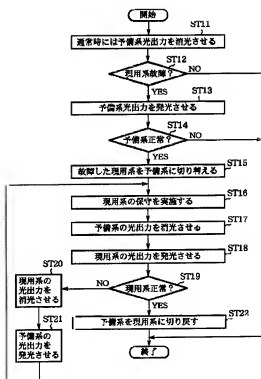 開始
ST11
通常時には予備系光出力を消光させる
ST12
現用系故障？
NO
YES
ST13
予備系光出力を発光させる
ST14
予備系正常？
NO
YES
ST15
故障した現用系を予備系に切り替える
ST16
現用系の保守を実施する
ST17
予備系の光出力を消光させる
ST18
現用系の光出力を発光させる
ST19
現用系正常？
NO
YES
ST20
現用系の
光出力を
消光させる
ST21
予備系の
光出力を
発光させる
ST22
予備系を現用系に切り戻す
終了